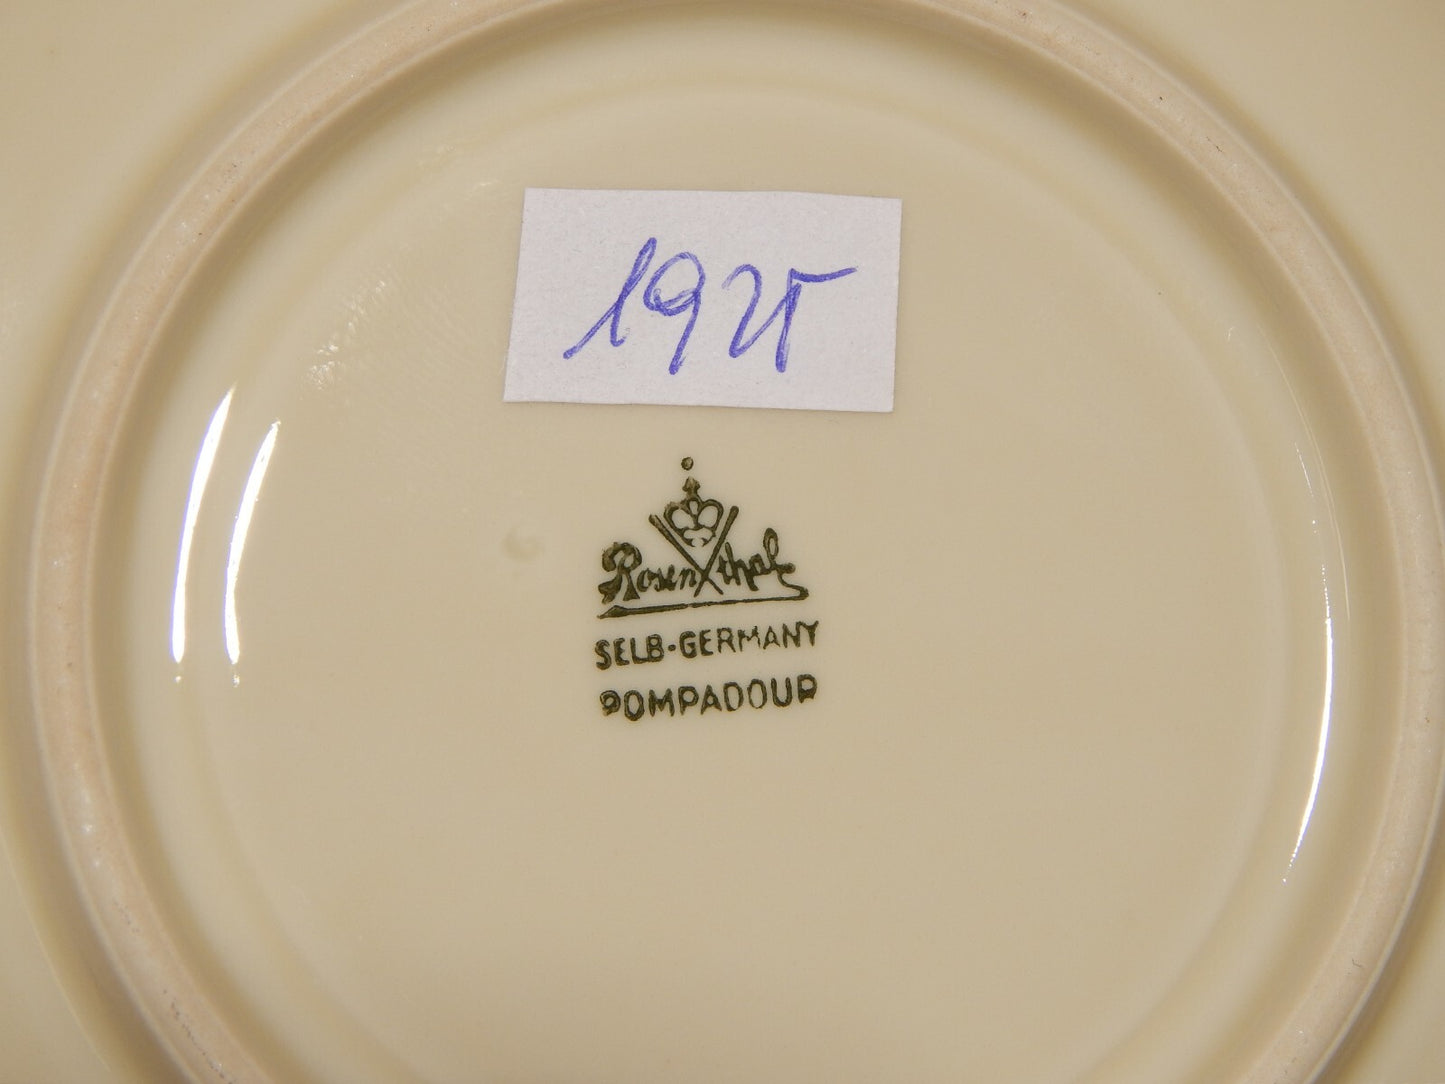 1925
Rosenthal
SELB-GERMANY
POMPADOUR